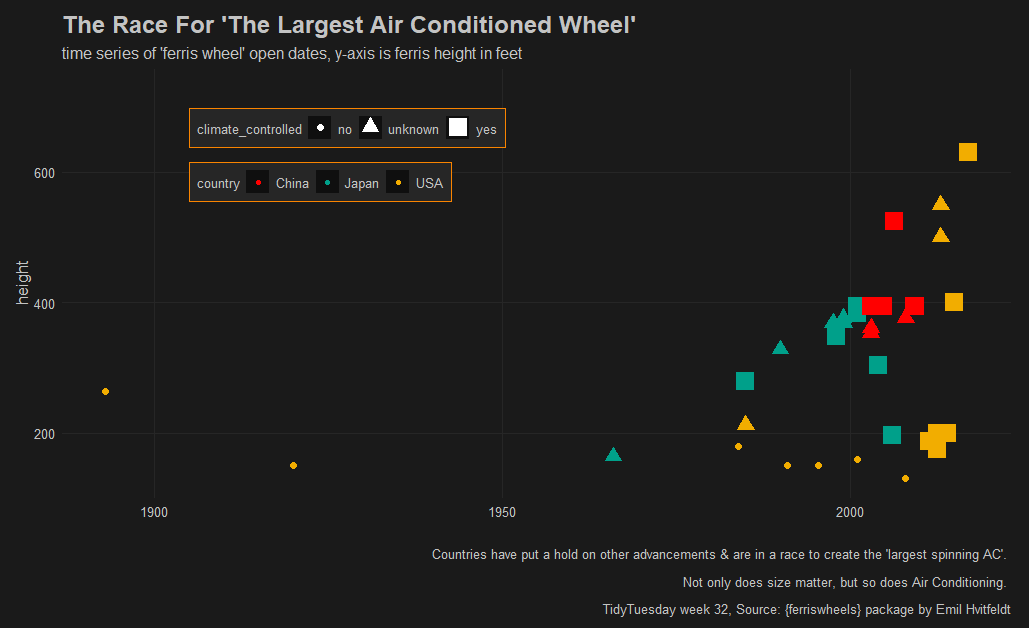 The Race For 'The Largest Air Conditioned Wheel'
time series of 'ferris wheel' open dates, y-axis is ferris height in feet
climate_controlled no unknown yes
country China Japan USA
height
600
400
200
1900 1950 2000
Countries have put a hold on other advancements & are in a race to create the 'largest spinning AC'.
Not only does size matter, but so does Air Conditioning.
TidyTuesday week 32, Source: {ferriswheels} package by Emil Hvitfeldt